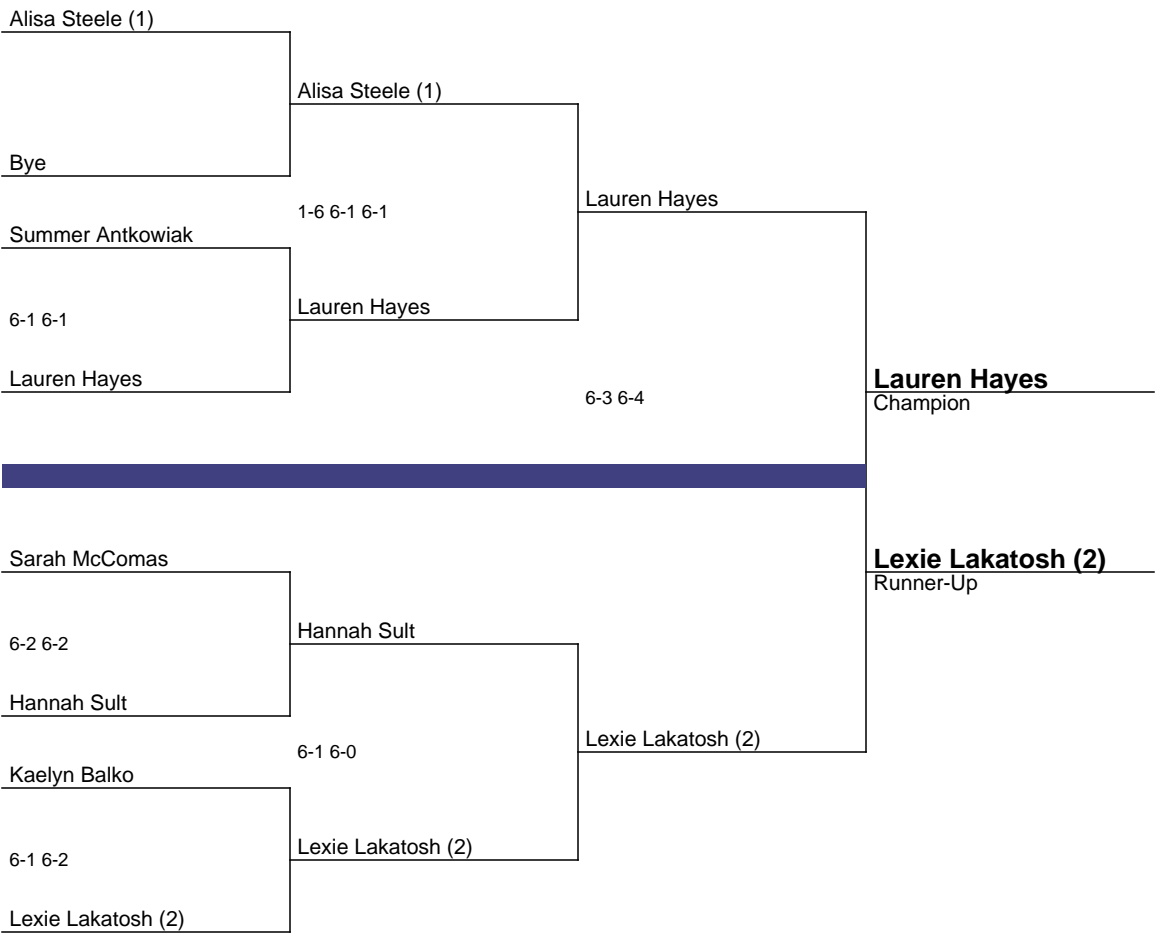 Alisa Steele (1)
Alisa Steele (1)
Bye
Lauren Hayes
1-6 6-1 6-1
Summer Antkowiak
Lauren Hayes
6-1 6-1
Lauren Hayes
Lauren Hayes
6-3 6-4
Champion
Sarah McComas
Lexie Lakatosh (2)
Runner-Up
Hannah Sult
6-2 6-2
Hannah Sult
Lexie Lakatosh (2)
6-1 6-0
Kaelyn Balko
Lexie Lakatosh (2)
6-1 6-2
Lexie Lakatosh (2)